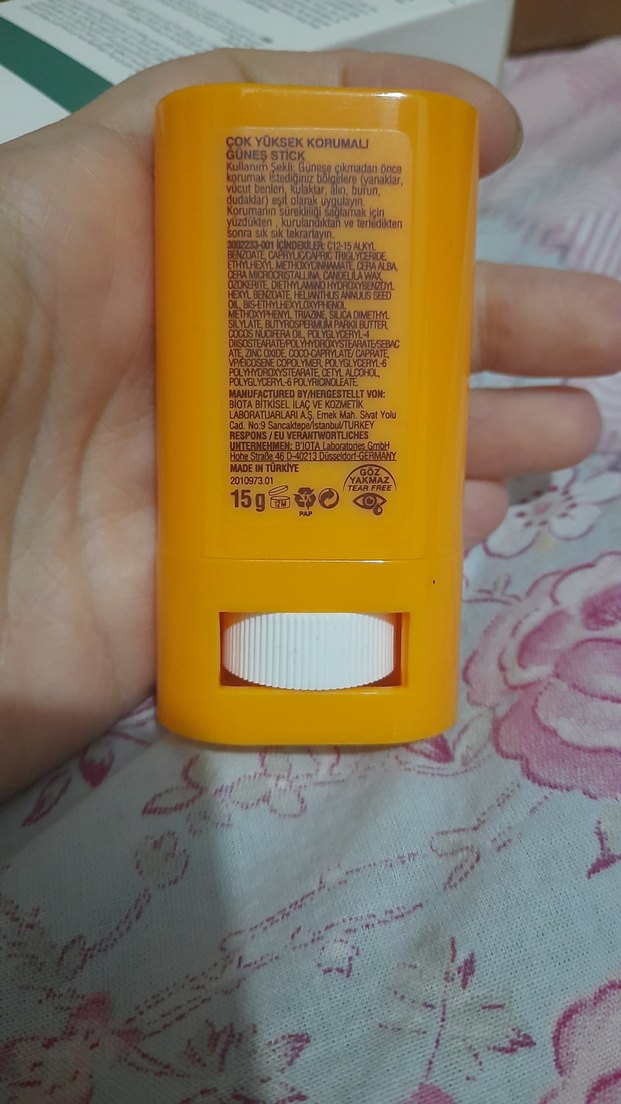 ÇOK YÜKSEK KORUMALI
GÜNEŞ STICK
Kullanım Şekli: Güneşe çıkmadan önce
korumak istediğiniz bölgelere (yanaklar,
vücut benleri, kulaklar, alın, burun,
dudaklar) eşit olarak uygulayın.
Korumanın sürekliliği sağlamak için
yüzdükten , kurulandıktan ve terledikten
sonra sık sık tekrarlayın.
3002233-001 İÇİNDEKİLER: C12-15 ALKYL
BENZOATE, CAPRYLIC/CAPRIC TRIGLYCERIDE,
ETHYLHEXYL METHOXYCINNAMATE, CERA ALBA,
CERA MICROCRISTALLINA, CANDELILA WAX,
OZOKERITE, DIETHYLAMINO HYDROXYBENZOYL
HEXYL BENZOATE, HELIANTHUS ANNUUS SEED
OIL, BIS-ETHYLHEXYLOXYPHENOL
METHOXYPHENYL TRIAZINE, SILICA DIMETHYL
SILYLATE, BUTYROSPERMUM PARKII BUTTER,
COCOS NUCIFERA OIL, POLYGLYCERYL-4
DIISOSTEARATE/POLYHYDROXYSTEARATE/SEBAC
ATE, ZINC OXIDE, COCO-CAPRYLATE/ CAPRATE,
VP/EICOSENE COPOLYMER, POLYGLYCERYL-6
POLYHYDROXYSTEARATE, CETYL ALCOHOL,
POLYGLYCERYL-6 POLYRICINOLEATE.
MANUFACTURED BY/HERGESTELLT VON:
BİOTA BİTKİSEL İLAÇ VE KOZMETİK
LABORATUARLARI A.Ş. Emek Mah. Sivat Yolu
Cad. No:9 Sancaktepe/İstanbul/TURKEY
RESPONS / EU VERANTWORTLICHES
UNTERNEHMEN: B'IOTA Laboratories GmbH
Hohe Straße 46 D-40213 Düsseldorf-GERMANY
MADE IN TÜRKİYE
2010973.01
15 g 12M
PAP
GÖZ
YAKMAZ
TEAR FREE